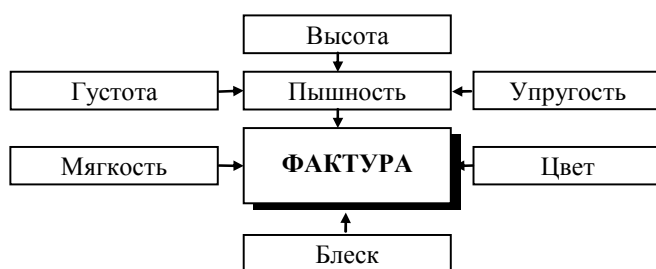 Высота
Густота
Пышность
Упругость
Мягкость
ФАКТУРА
Цвет
Блеск